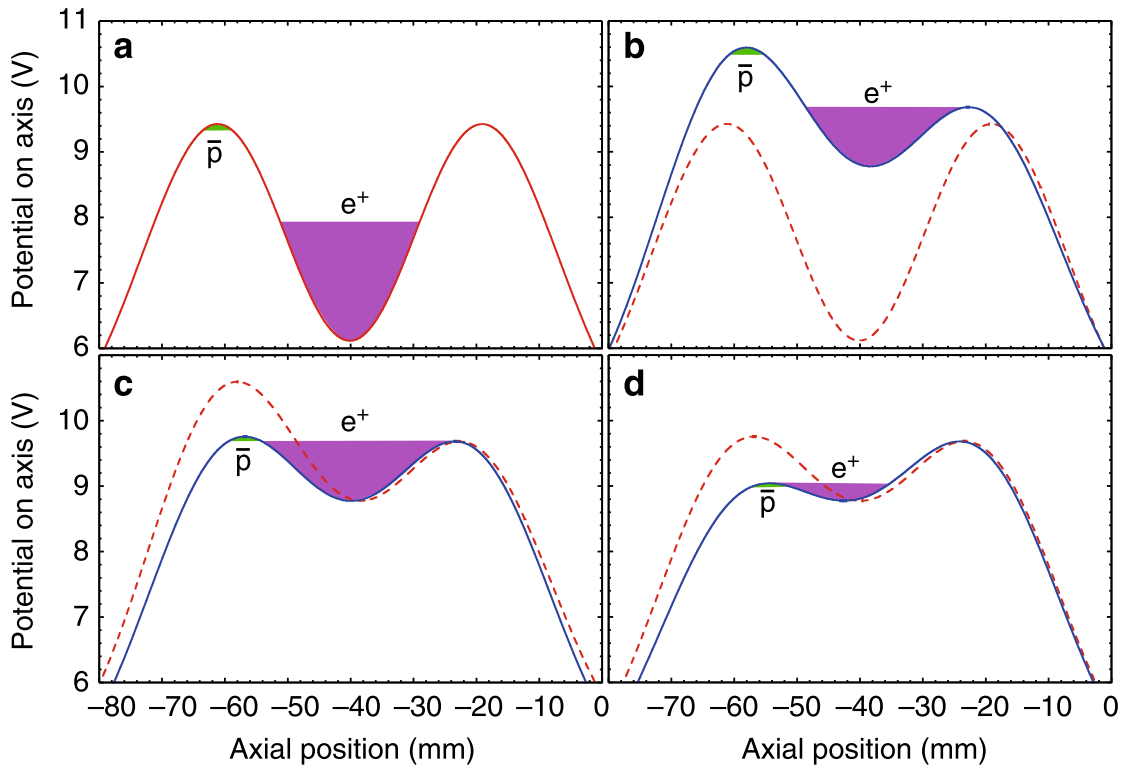 a
b
c
d
p̄
e⁺
p̄
e⁺
p̄
e⁺
p̄
e⁺
Potential on axis (V)
11
10
9
8
7
6
Potential on axis (V)
10
9
8
7
6
–80 –70 –60 –50 –40 –30 –20 –10 0
–70 –60 –50 –40 –30 –20 –10 0
Axial position (mm)
Axial position (mm)